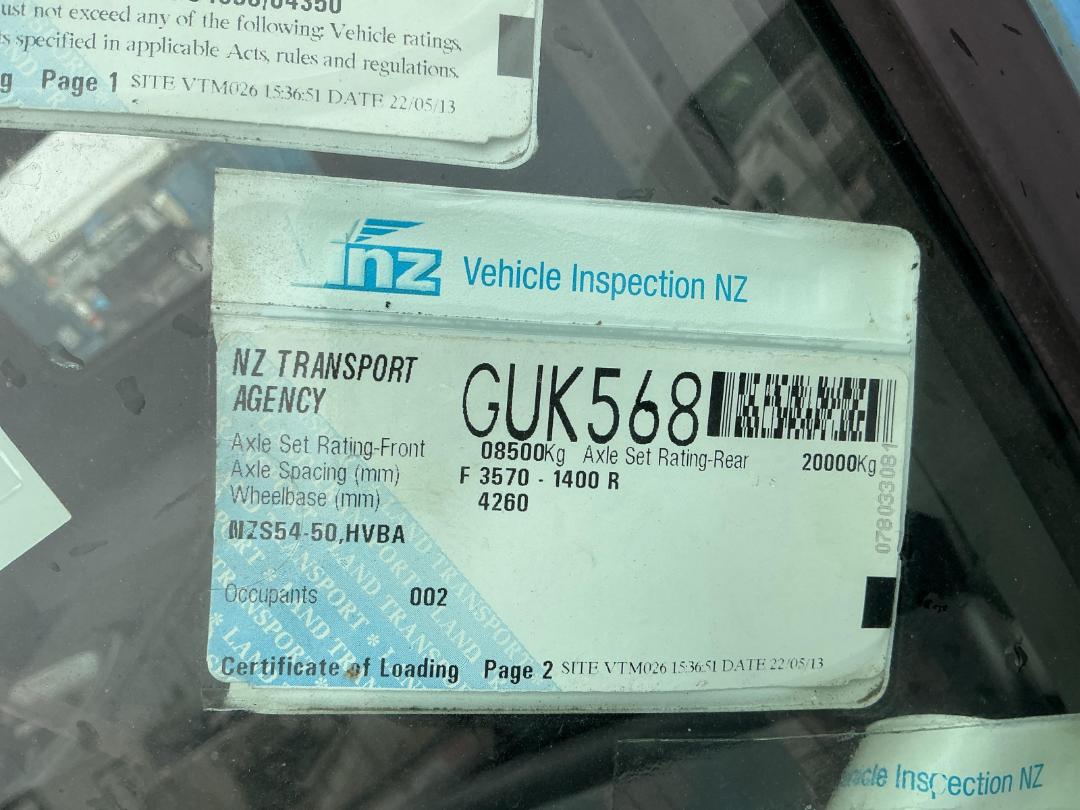 ust not exceed any of the following: Vehicle ratings,
s specified in applicable Acts, rules and regulations.
g Page 1 SITE VTM026 15:36:51 DATE 22/05/13
inz Vehicle Inspection NZ
NZ TRANSPORT
AGENCY
GUK568
Axle Set Rating-Front 08500Kg Axle Set Rating-Rear 20000Kg
Axle Spacing (mm) F 3570 - 1400 R
Wheelbase (mm) 4260
NZS54-50,HVBA
078033081
Occupants 002
Certificate of Loading Page 2 SITE VTM026 15:36:51 DATE 22/05/13
Inspection NZ